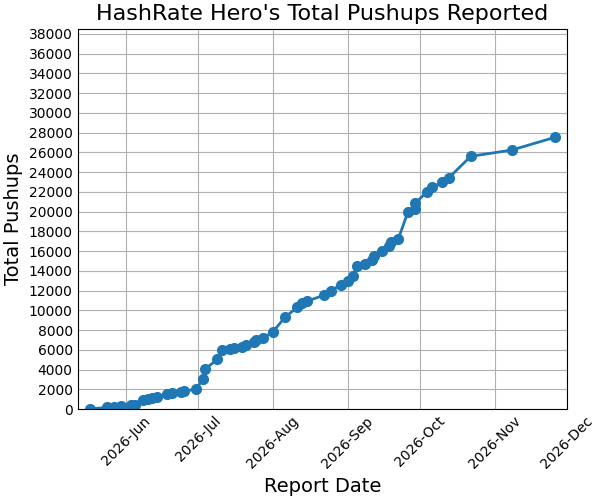 HashRate Hero's Total Pushups Reported
38000
36000
34000
32000
30000
28000
26000
24000
22000
20000
18000
16000
14000
12000
10000
8000
6000
4000
2000
0
Total Pushups
2026-Jun
2026-Jul
2026-Aug
2026-Sep
2026-Oct
2026-Nov
2026-Dec
Report Date